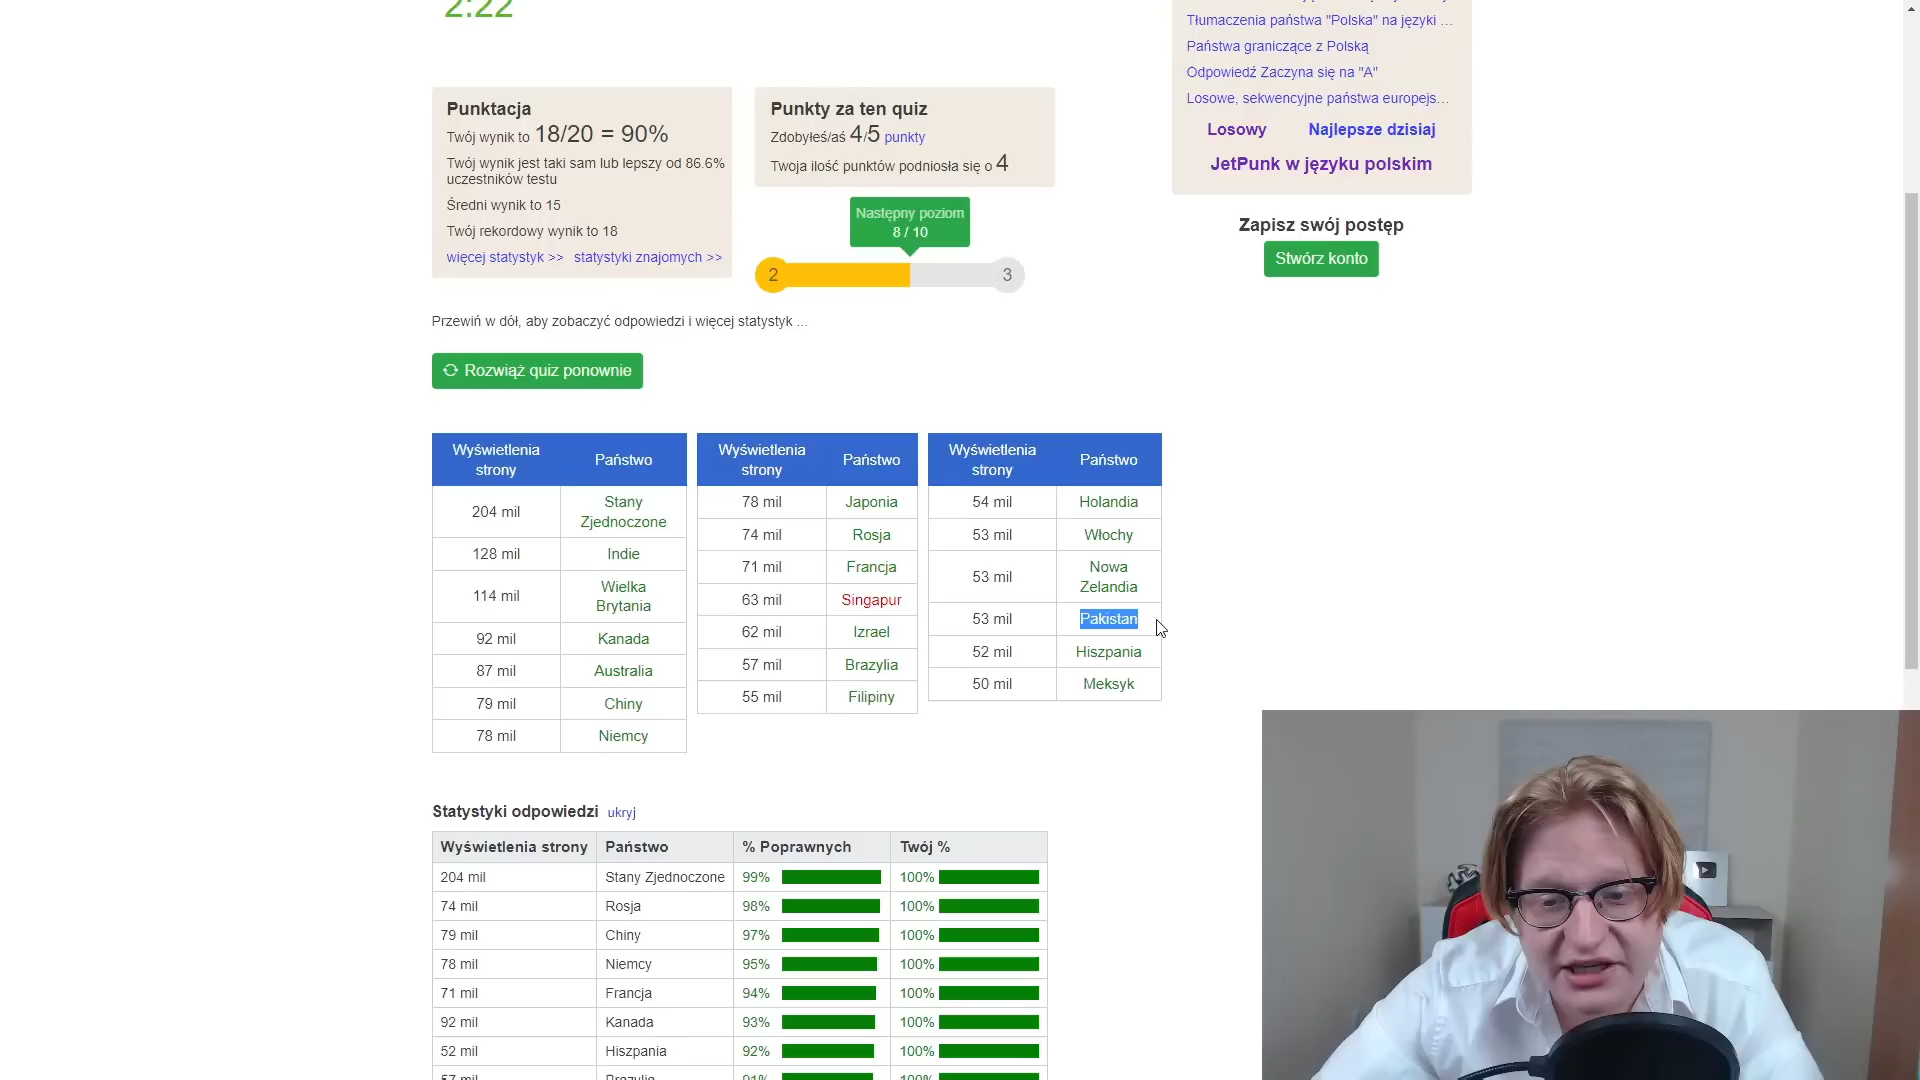 2:22
Tłumaczenia państwa "Polska" na języki ...
Państwa graniczące z Polską
Odpowiedź Zaczyna się na "A"
Losowe, sekwencyjne państwa europejs...
Losowy Najlepsze dzisiaj
JetPunk w języku polskim
Zapisz swój postęp
Stwórz konto
Punktacja
Twój wynik to 18/20 = 90%
Twój wynik jest taki sam lub lepszy od 86.6%
uczestników testu
Średni wynik to 15
Twój rekordowy wynik to 18
więcej statystyk >> statystyki znajomych >>
Punkty za ten quiz
Zdobyłeś/aś 4/5 punkty
Twoja ilość punktów podniosła się o 4
Następny poziom
8 / 10
2 3
Przewiń w dół, aby zobaczyć odpowiedzi i więcej statystyk ...
Rozwiąż quiz ponownie
Wyświetlenia strony Państwo
204 mil Stany Zjednoczone
128 mil Indie
114 mil Wielka Brytania
92 mil Kanada
87 mil Australia
79 mil Chiny
78 mil Niemcy
Wyświetlenia strony Państwo
78 mil Japonia
74 mil Rosja
71 mil Francja
63 mil Singapur
62 mil Izrael
57 mil Brazylia
55 mil Filipiny
Wyświetlenia strony Państwo
54 mil Holandia
53 mil Włochy
53 mil Nowa Zelandia
53 mil Pakistan
52 mil Hiszpania
50 mil Meksyk
Statystyki odpowiedzi ukryj
Wyświetlenia strony Państwo % Poprawnych Twój %
204 mil Stany Zjednoczone 99% 100%
74 mil Rosja 98% 100%
79 mil Chiny 97% 100%
78 mil Niemcy 95% 100%
71 mil Francja 94% 100%
92 mil Kanada 93% 100%
52 mil Hiszpania 92% 100%
57 mil Brazylia 91% 100%